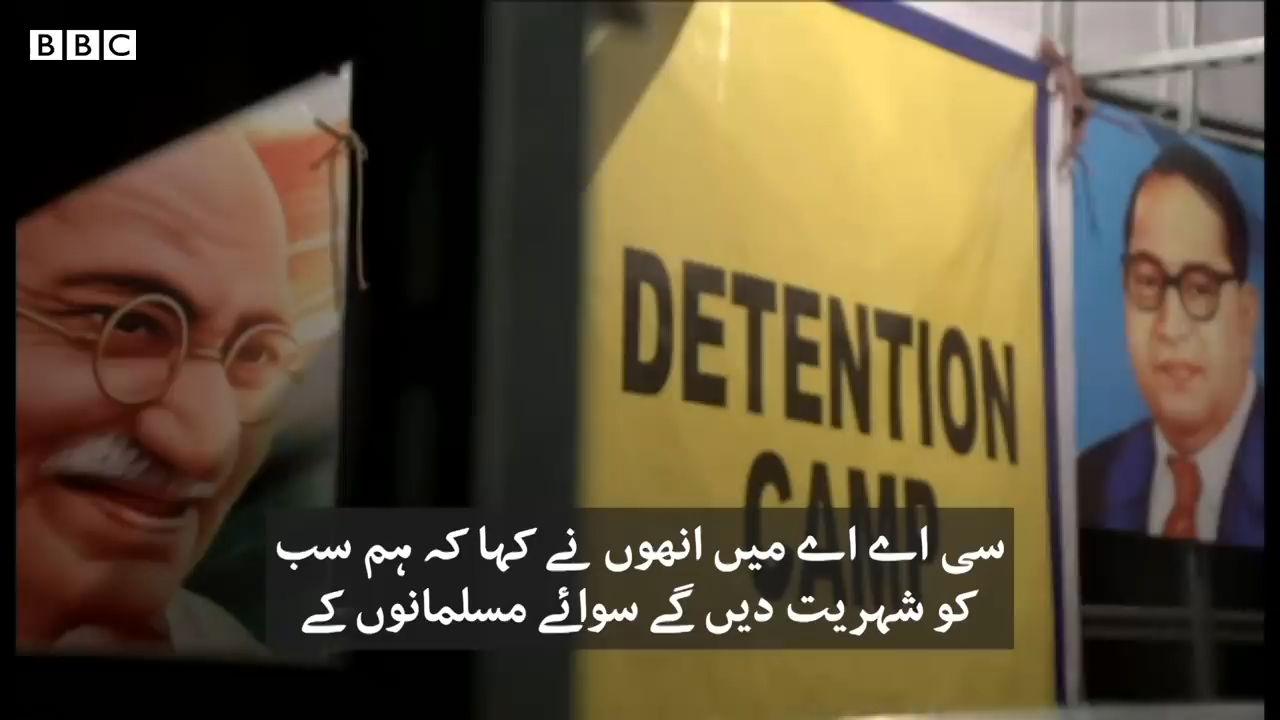 BBC
DETENTION
CAMP
سی اے اے میں انھوں نے کہا کہ ہم سب
کو شہریت دیں گے سوائے مسلمانوں کے